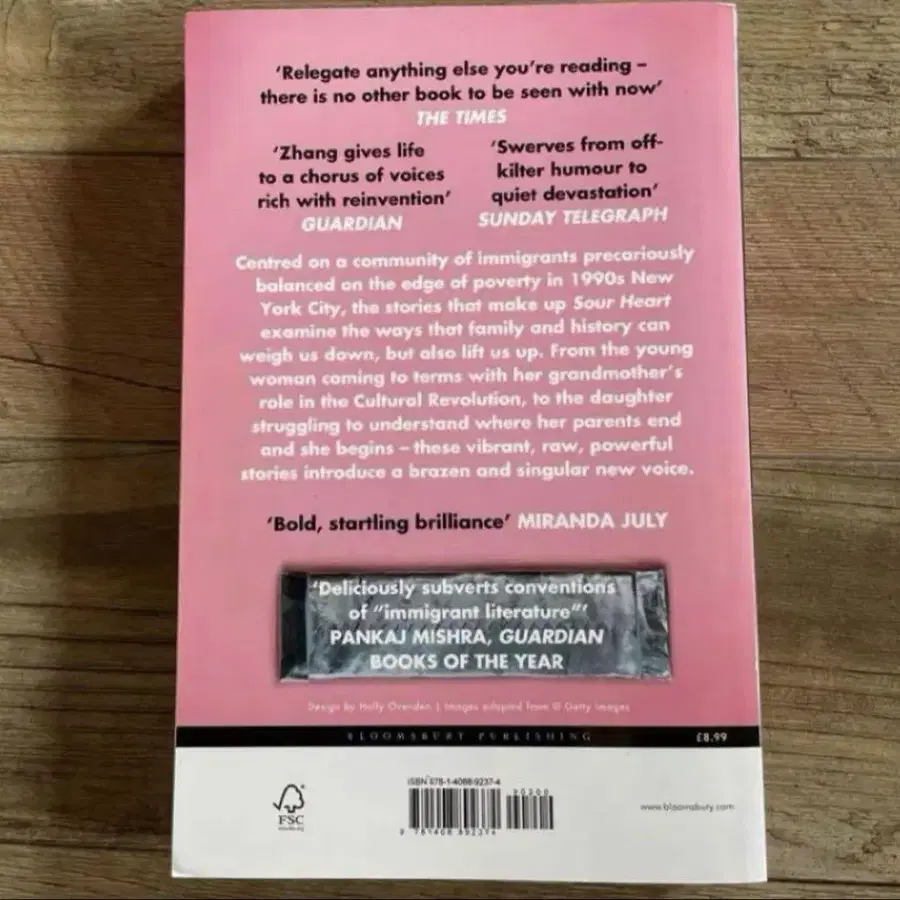 ‘Relegate anything else you’re reading –
there is no other book to be seen with now’
THE TIMES
‘Zhang gives life
to a chorus of voices
rich with reinvention’
GUARDIAN
‘Swerves from off-
kilter humour to
quiet devastation’
SUNDAY TELEGRAPH
Centred on a community of immigrants precariously
balanced on the edge of poverty in 1990s New
York City, the stories that make up Sour Heart
examine the ways that family and history can
weigh us down, but also lift us up. From the young
woman coming to terms with her grandmother’s
role in the Cultural Revolution, to the daughter
struggling to understand where her parents end
and she begins – these vibrant, raw, powerful
stories introduce a brazen and singular new voice.
‘Bold, startling brilliance’ MIRANDA JULY
‘Deliciously subverts conventions
of “immigrant literature”’
PANKAJ MISHRA, GUARDIAN
BOOKS OF THE YEAR
Design by Holly Ovenden | Images adapted from © Getty Images
BLOOMSBURY PUBLISHING
£8.99
ISBN 978-1-4088-9237-4
90200
9 781408 892374
FSC
www.bloomsbury.com